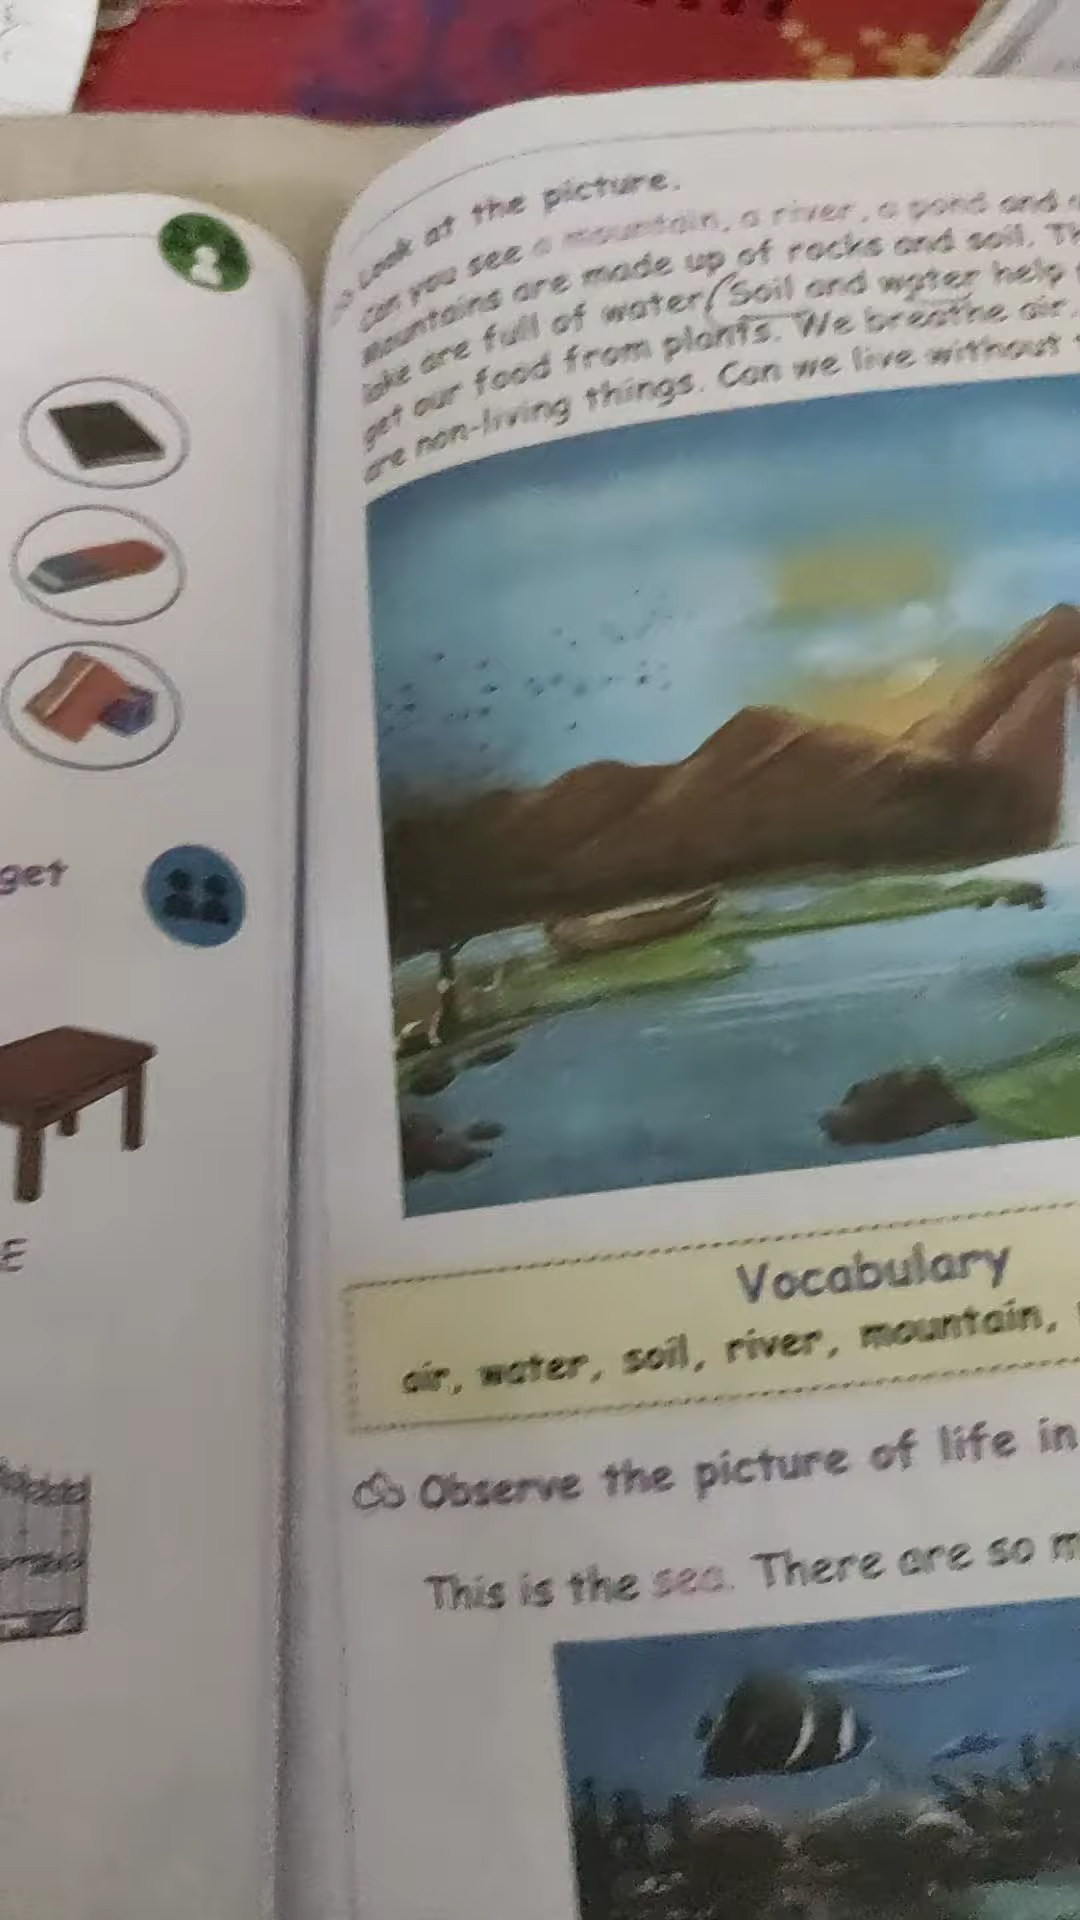 get
E
Look at the picture.
Can you see a mountain, a river, a pond and
mountains are made up of rocks and soil.
lake are full of water. (Soil and water help
get our food from plants. We breathe air.
are non-living things. Can we live without
Vocabulary
air, water, soil, river, mountain,
Observe the picture of life in
This is the sea. There are so m